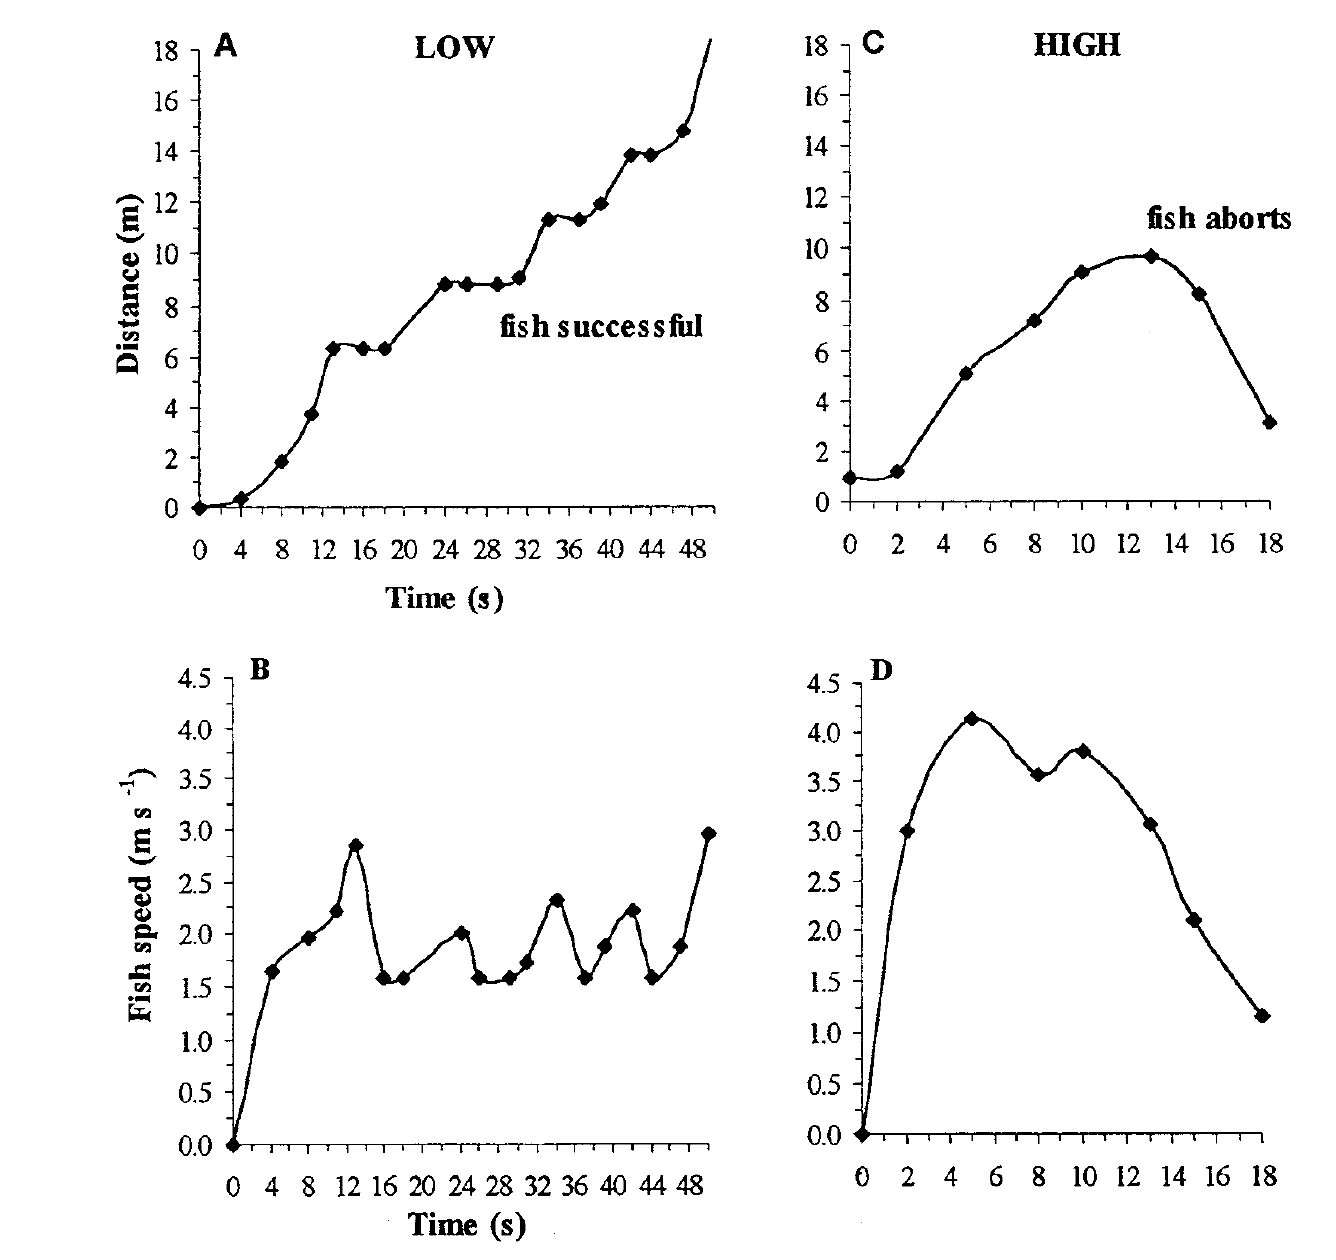 A
LOW
18
16
14
12
10
8
6
4
2
0
Distance (m)
fish successful
0 4 8 12 16 20 24 28 32 36 40 44 48
Time (s)
C
HIGH
18
16
14
12
10
8
6
4
2
0
fish aborts
0 2 4 6 8 10 12 14 16 18
B
4.5
4.0
3.5
3.0
2.5
2.0
1.5
1.0
0.5
0.0
Fish speed (m s -1)
0 4 8 12 16 20 24 28 32 36 40 44 48
Time (s)
D
4.5
4.0
3.5
3.0
2.5
2.0
1.5
1.0
0.5
0.0
0 2 4 6 8 10 12 14 16 18